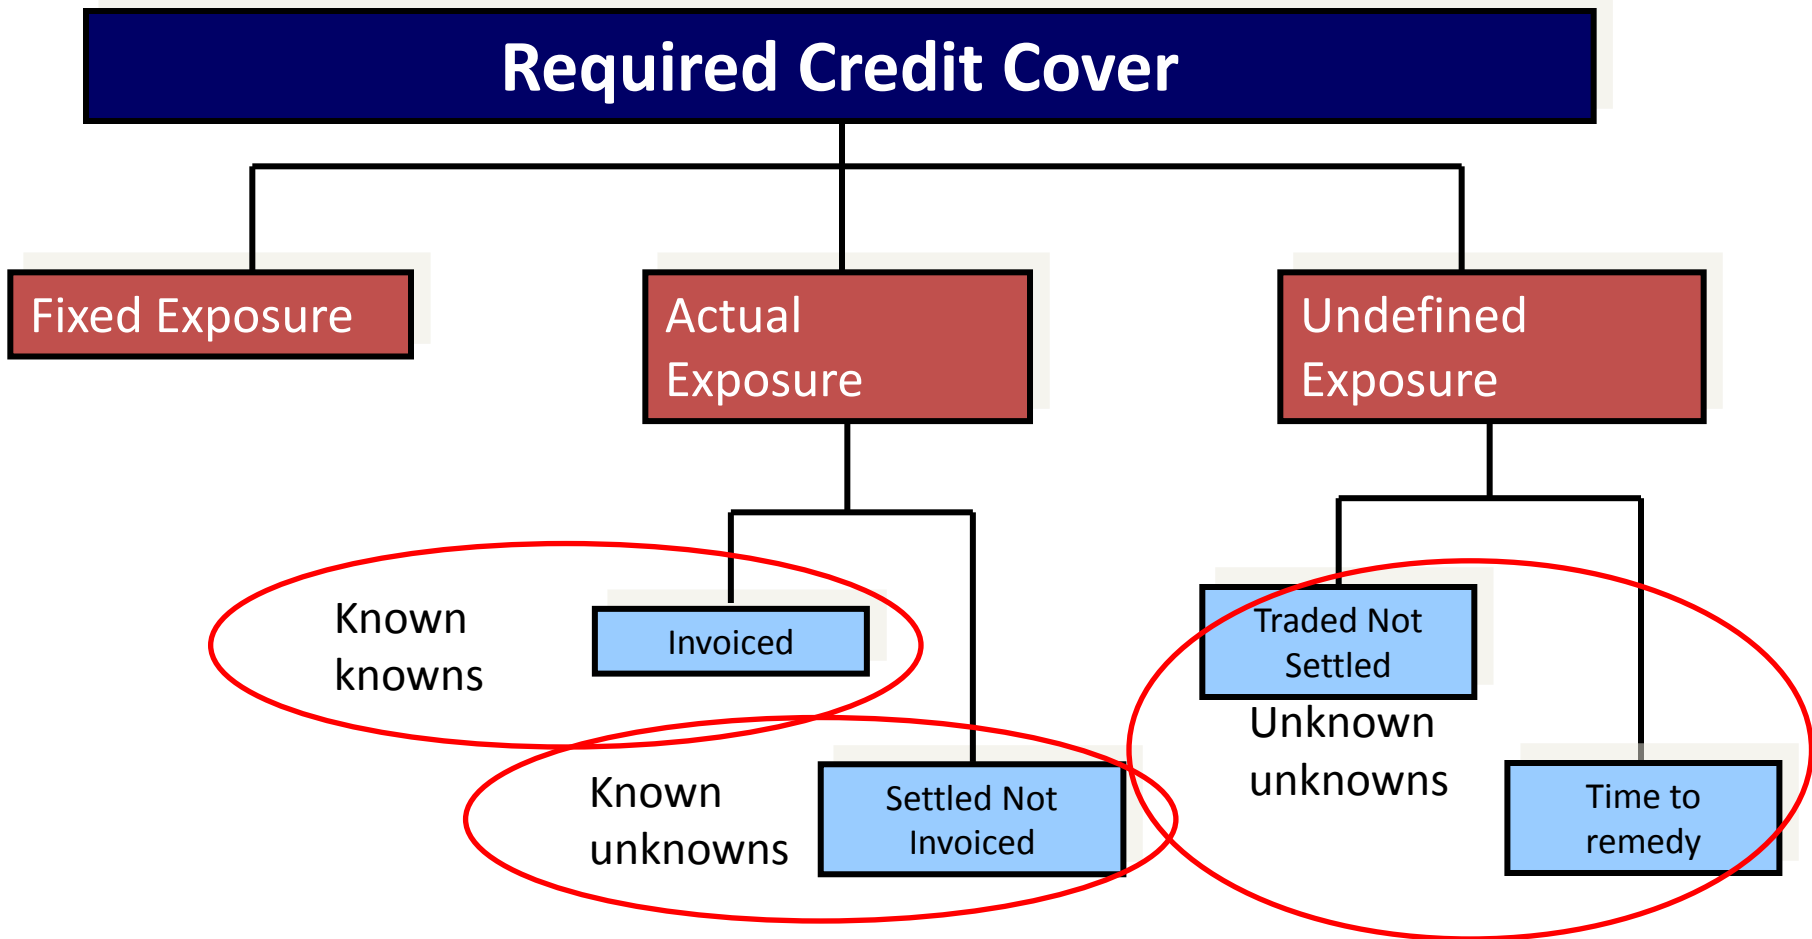 Required Credit Cover
Fixed Exposure
Actual
Exposure
Undefined
Exposure
Known
knowns
Invoiced
Known
unknowns
Settled Not
Invoiced
Traded Not
Settled
Unknown
unknowns
Time to
remedy